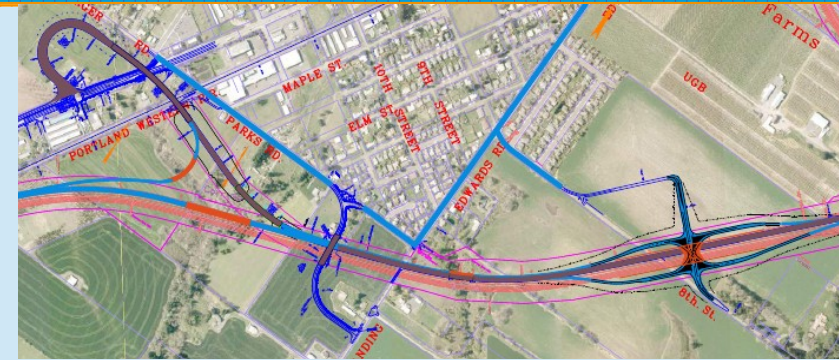 RD
Farms
MAPLE ST.
10TH
9TH
STREET
STREET
UGB
ELM ST.
PORTLAND WESTERN
PARKS RD.
EDWARDS RD
8th. St.
NDING